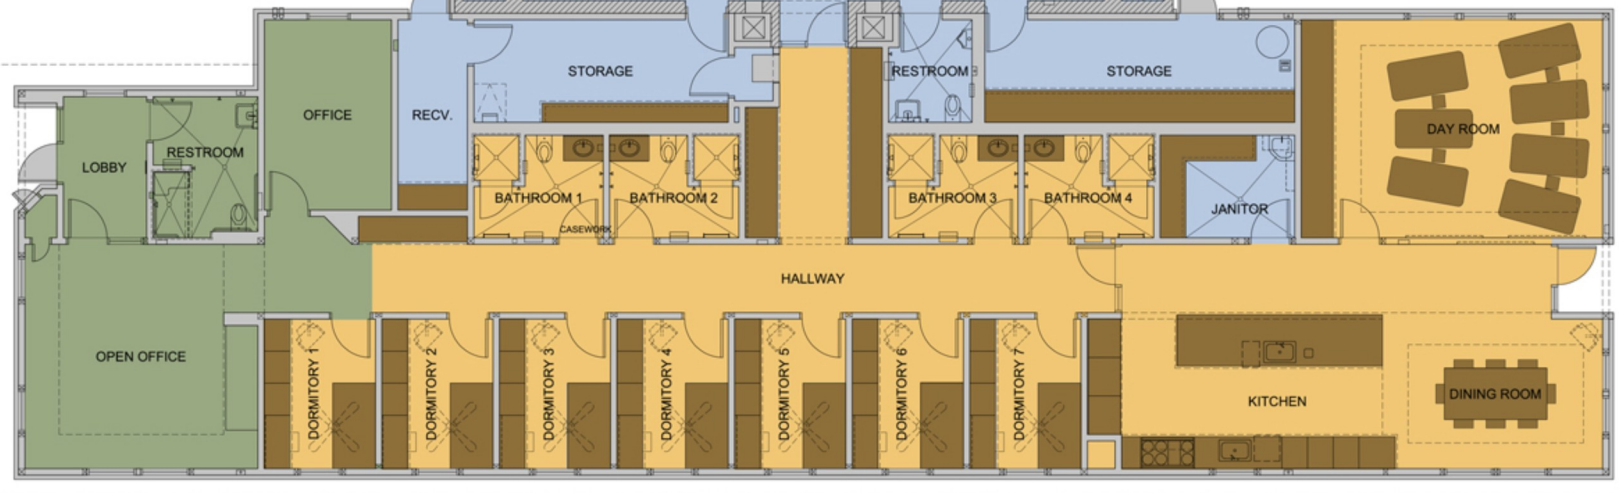 OFFICE
RECV.
STORAGE
RESTROOM
STORAGE
DAY ROOM
LOBBY
RESTROOM
BATHROOM 1
BATHROOM 2
BATHROOM 3
BATHROOM 4
JANITOR
CASEWORK
HALLWAY
OPEN OFFICE
DORMITORY 1
DORMITORY 2
DORMITORY 3
DORMITORY 4
DORMITORY 5
DORMITORY 6
DORMITORY 7
KITCHEN
DINING ROOM